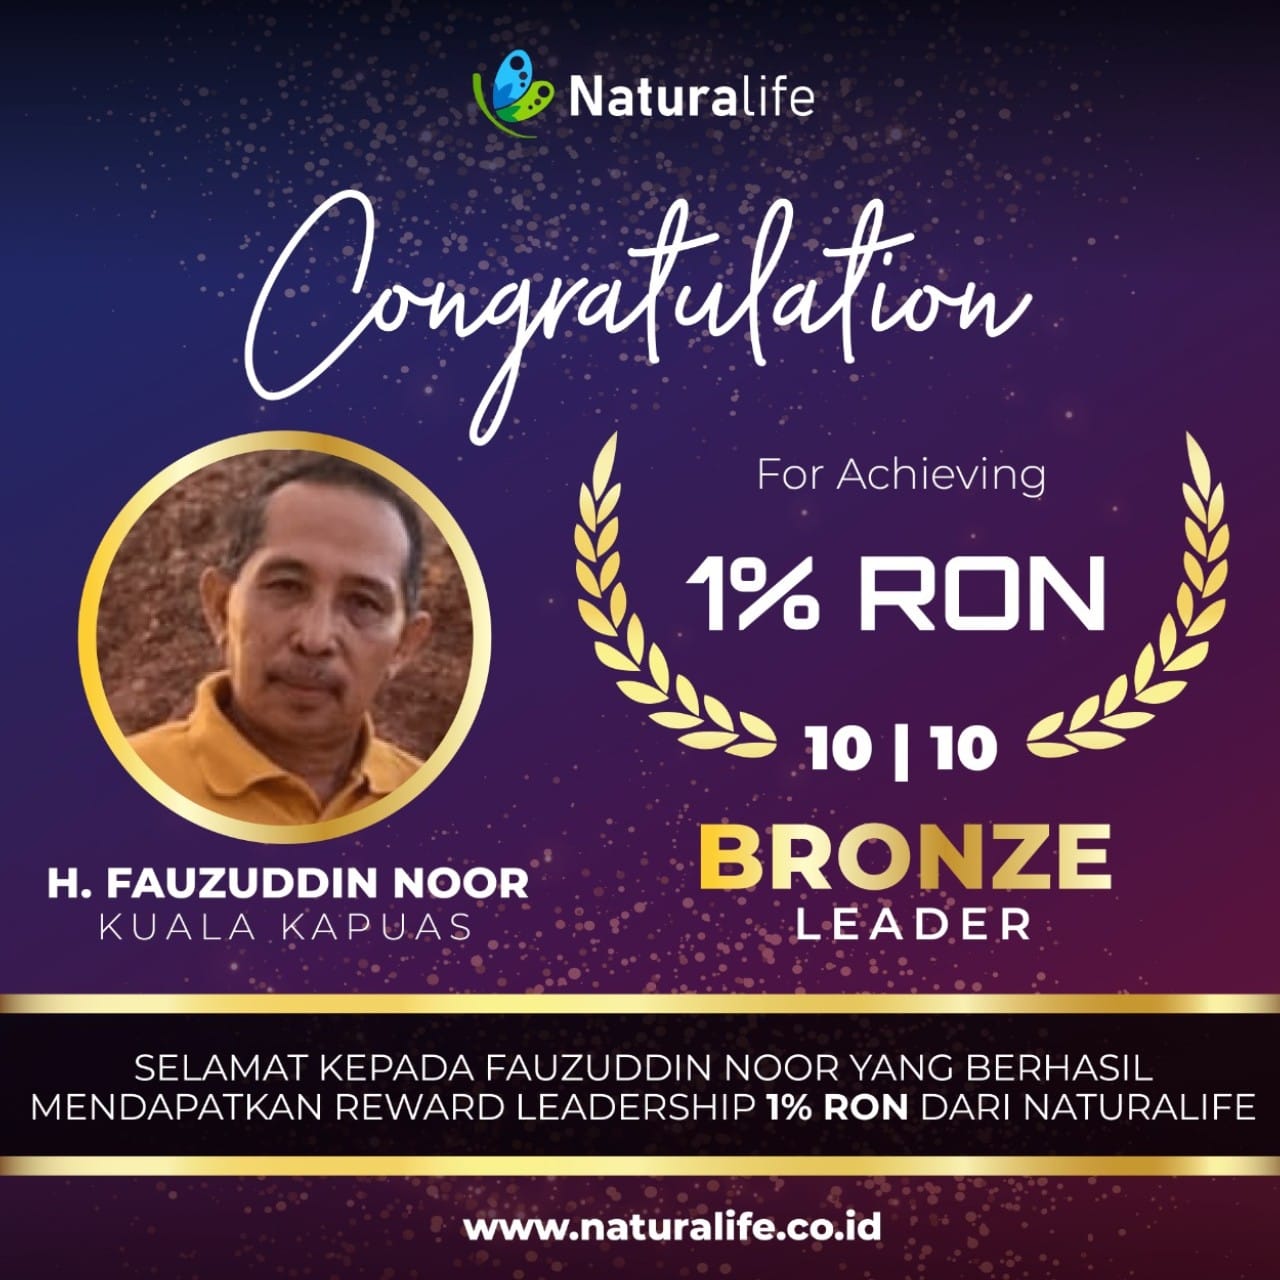 Naturalife
Congratulation
For Achieving
1% RON
10 | 10
BRONZE
LEADER
H. FAUZUDDIN NOOR
KUALA KAPUAS
SELAMAT KEPADA FAUZUDDIN NOOR YANG BERHASIL
MENDAPATKAN REWARD LEADERSHIP 1% RON DARI NATURALIFE
www.naturalife.co.id